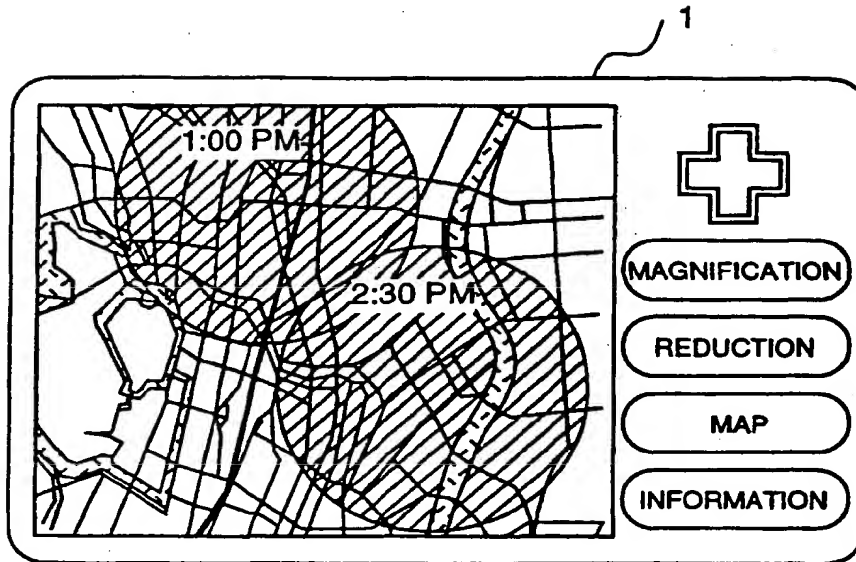 1
1:00 PM
2:30 PM
MAGNIFICATION
REDUCTION
MAP
INFORMATION